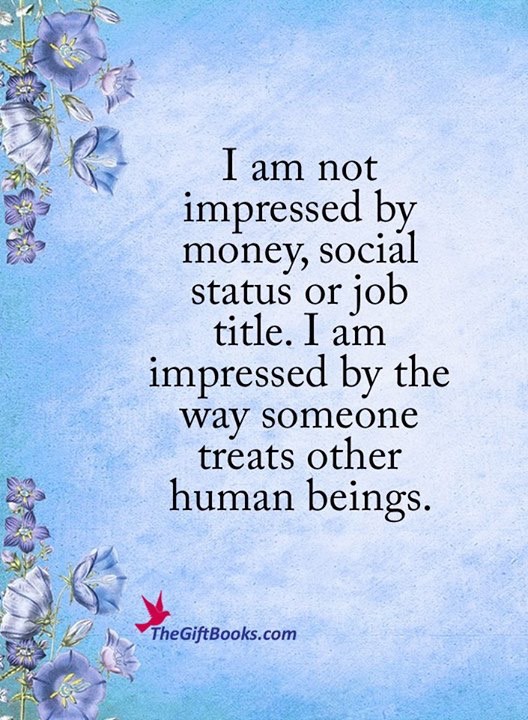 I am not
impressed by
money, social
status or job
title. I am
impressed by the
way someone
treats other
human beings.
TheGiftBooks.com